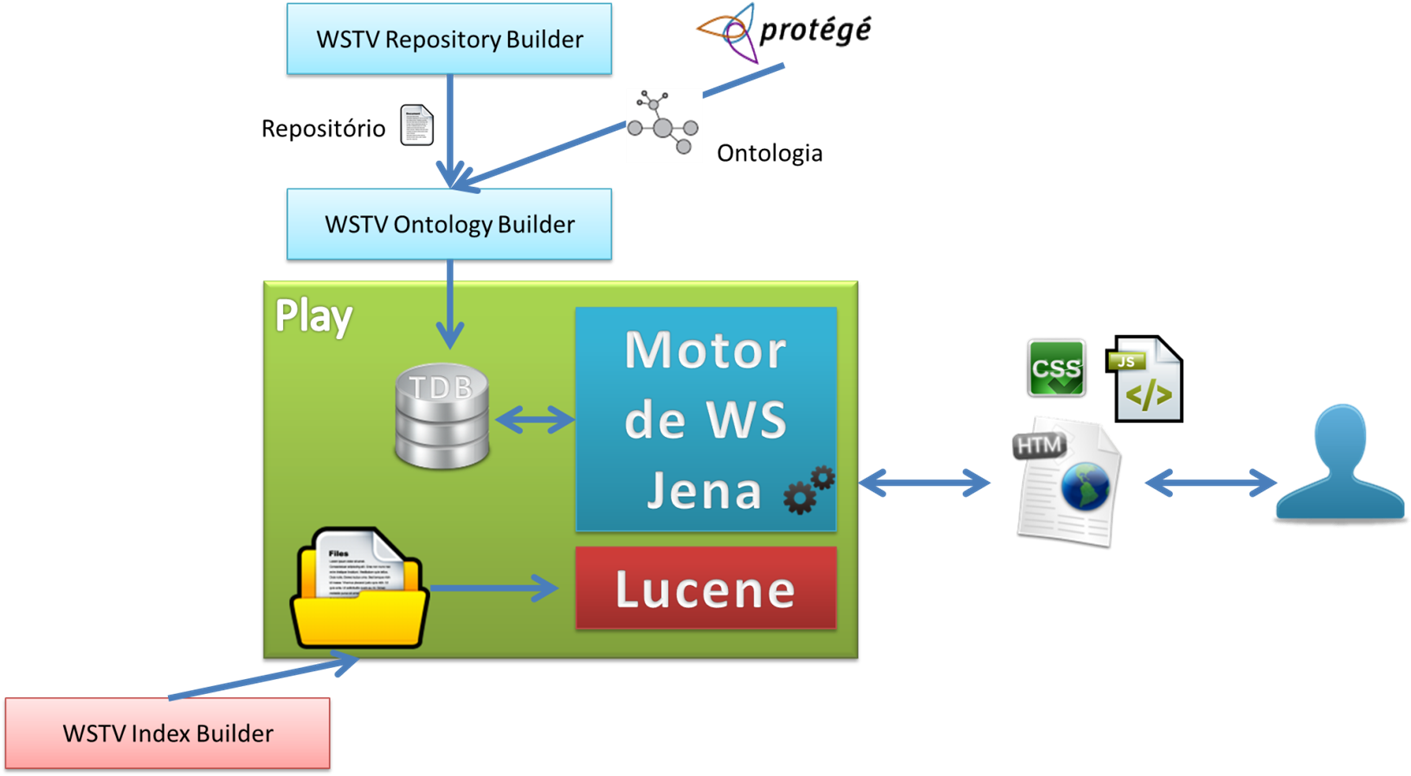 WSTV Repository Builder
protégé
Repositório
Ontologia
WSTV Ontology Builder
Play
TDB
Motor
de WS
Jena
CSS
JS
</>
HTM
Files
Lucene
WSTV Index Builder